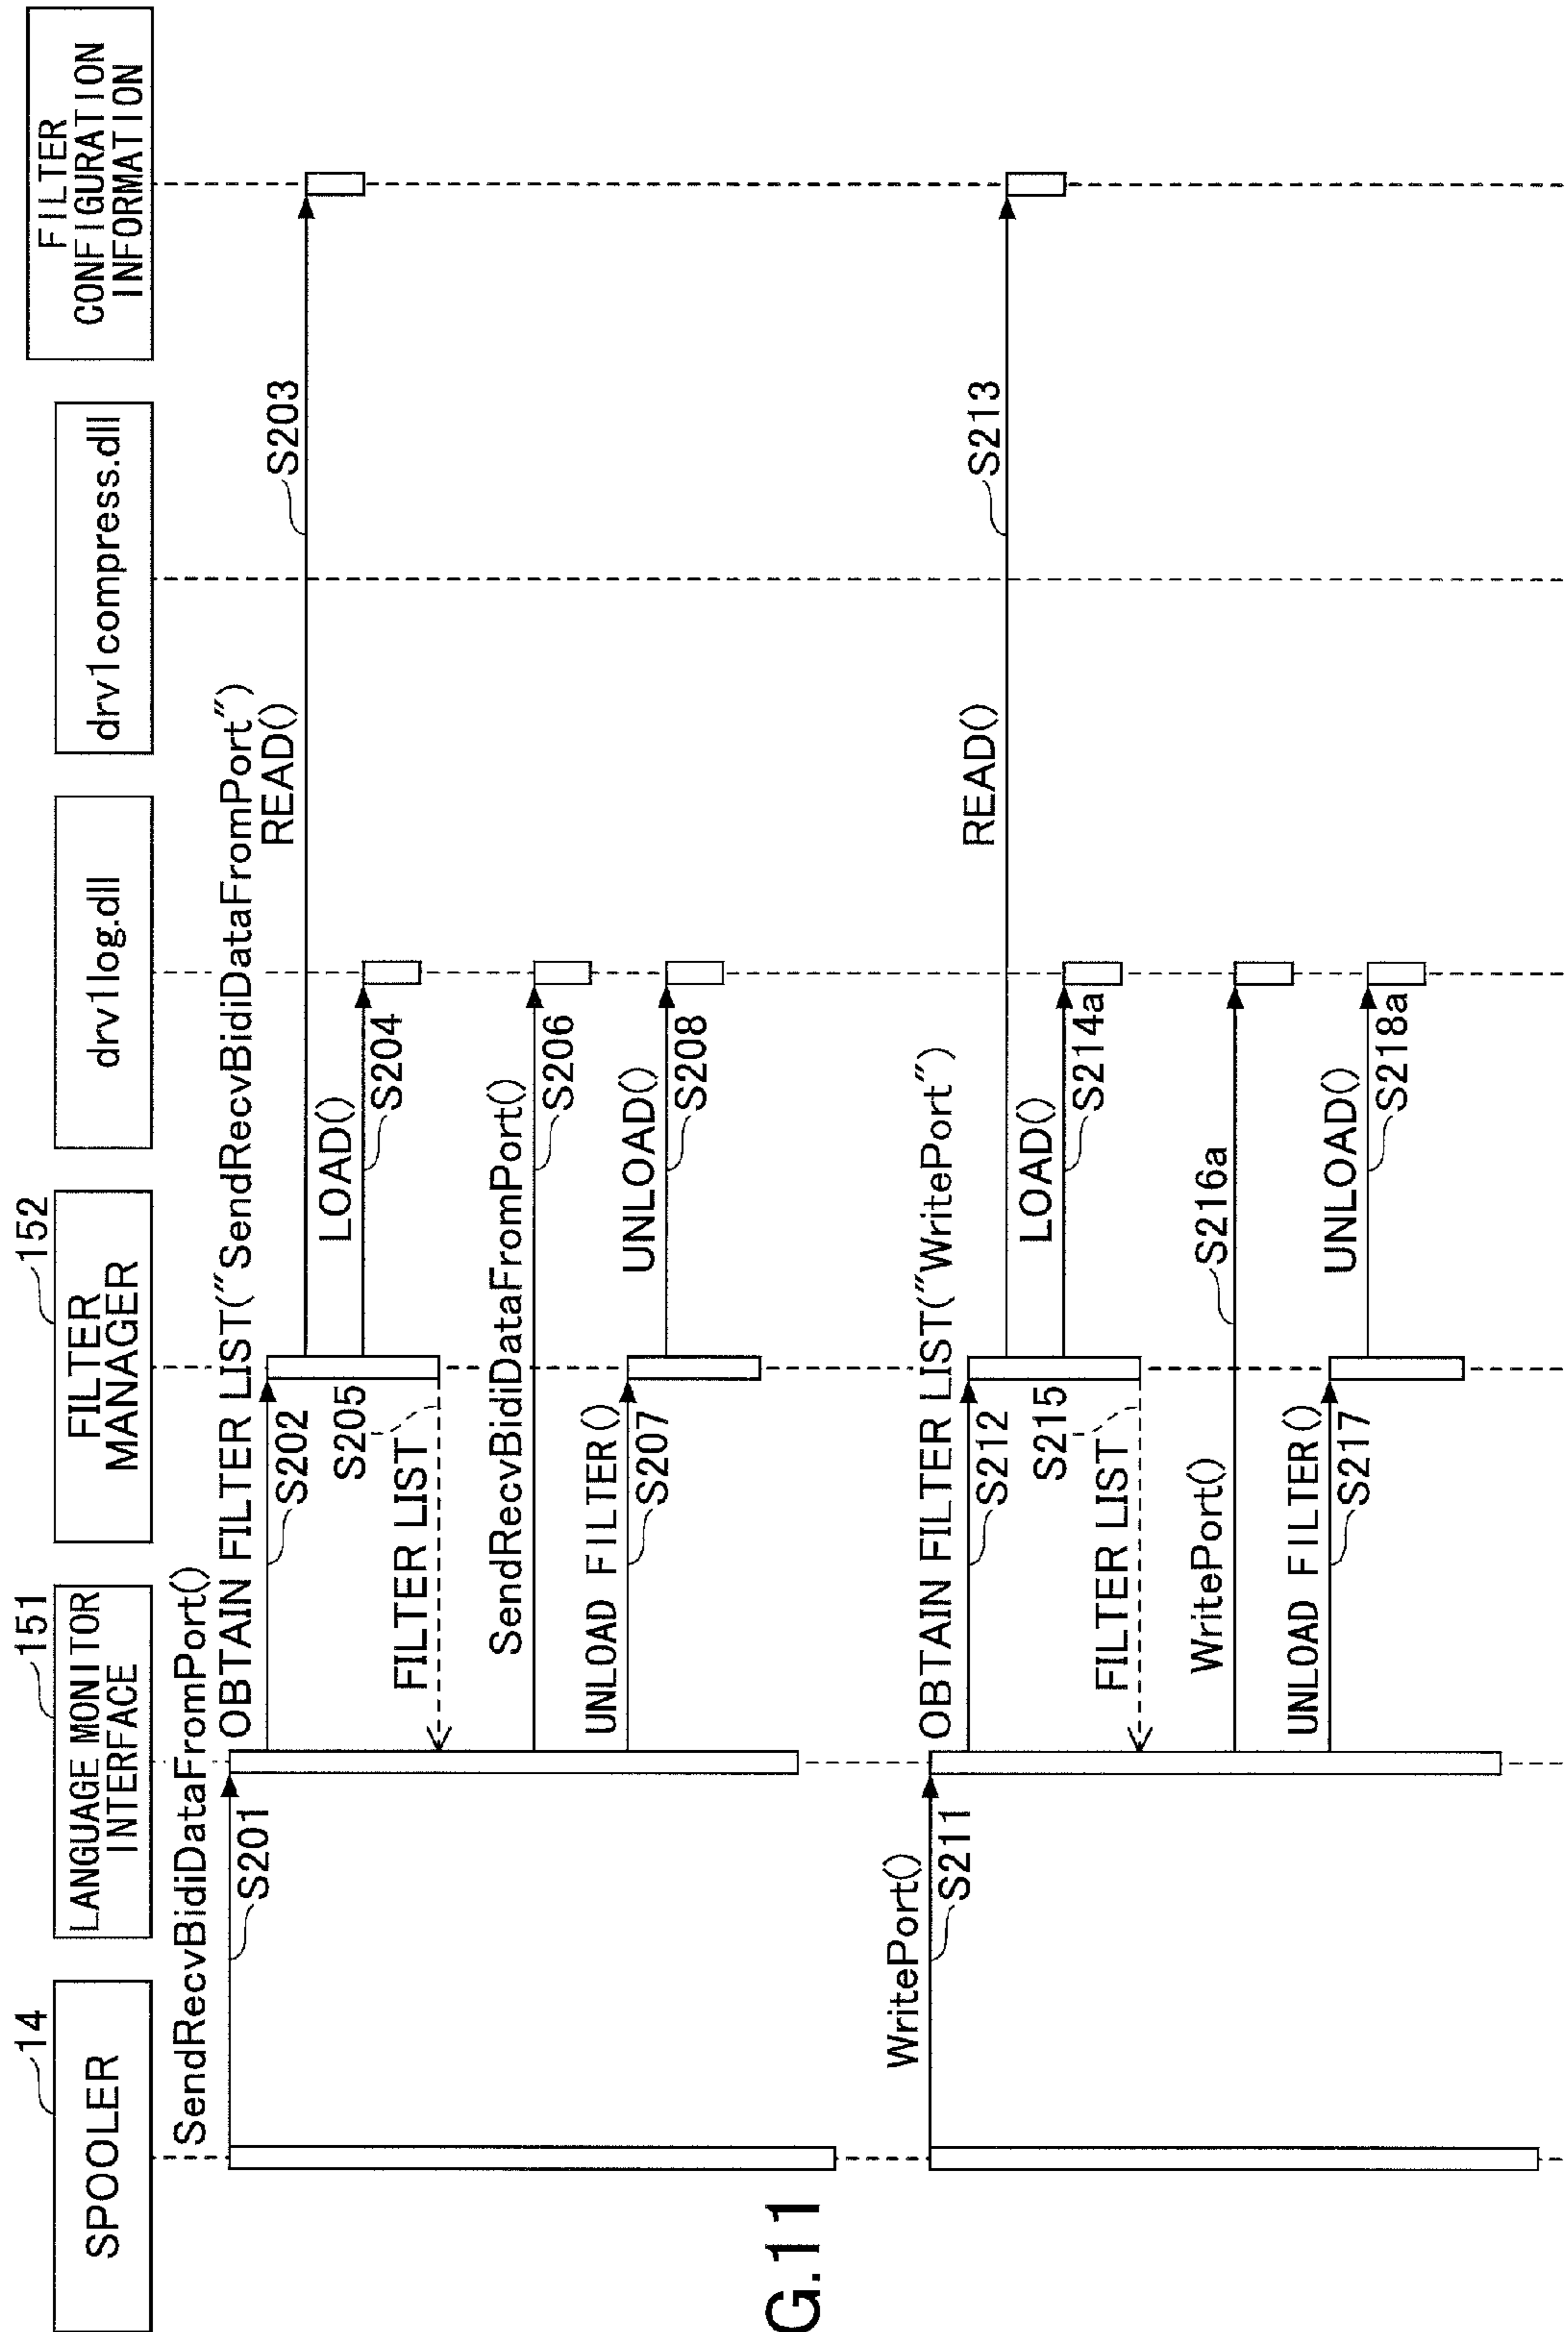 SPOOLER
14
LANGUAGE MONITOR
INTERFACE
151
FILTER
MANAGER
152
drv1log.dll
drv1compress.dll
FILTER
CONFIGURATION
INFORMATION
SendRecvBidiDataFromPort()
S201
OBTAIN FILTER LIST("SendRecvBidiDataFromPort")
S202
READ()
S203
LOAD()
S204
S205
FILTER LIST
SendRecvBidiDataFromPort()
S206
UNLOAD FILTER()
S207
UNLOAD()
S208
WritePort()
S211
OBTAIN FILTER LIST("WritePort")
S212
READ()
S213
LOAD()
S214a
S215
FILTER LIST
WritePort()
S216a
UNLOAD FILTER()
S217
UNLOAD()
S218a
G.11